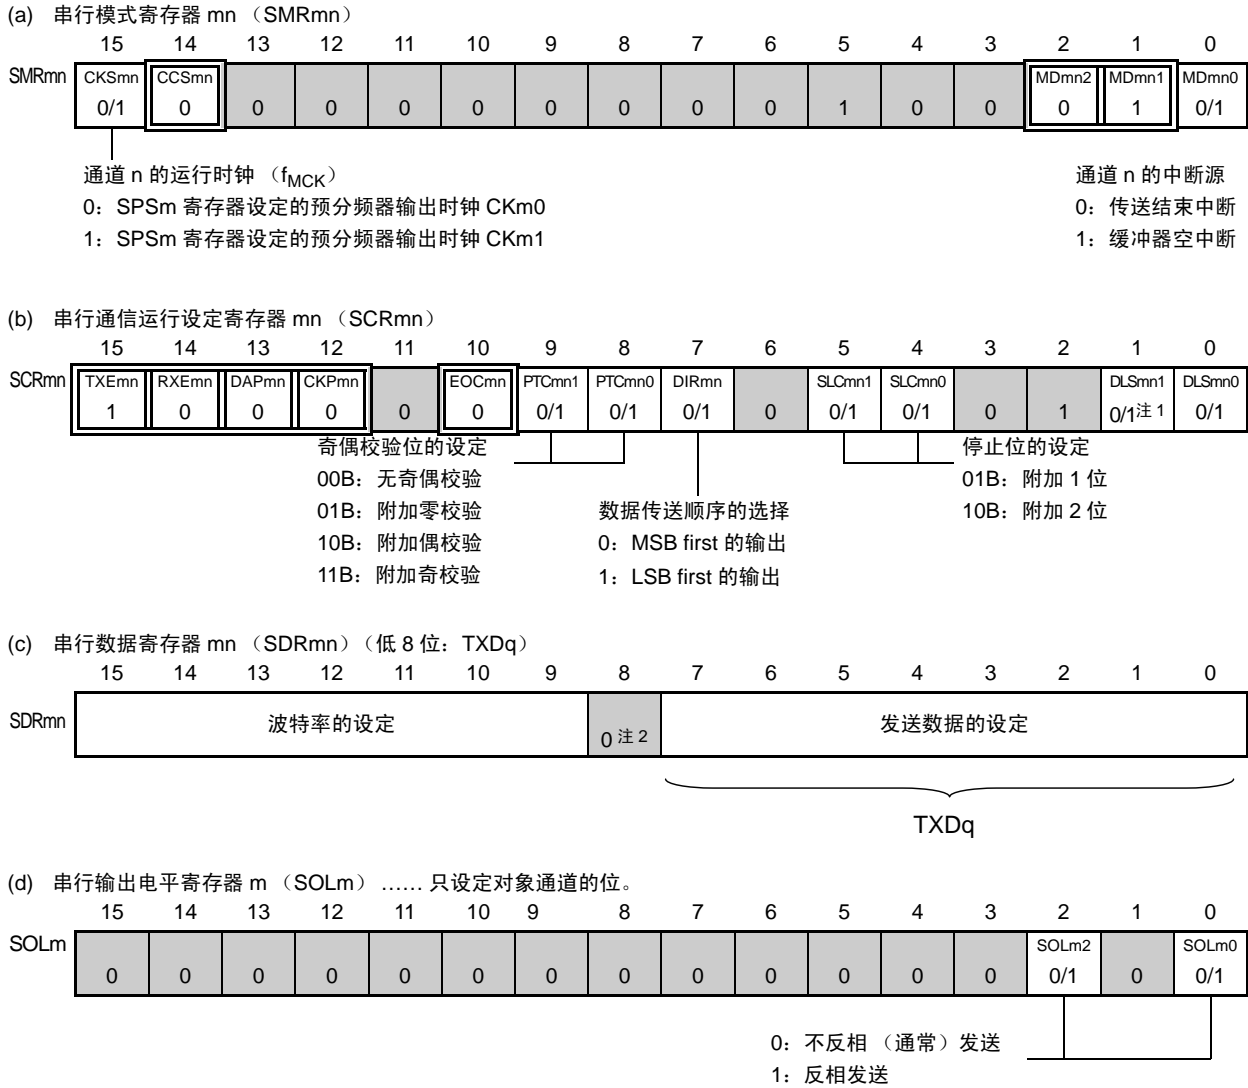 (a) 串行模式寄存器 mn （SMRmn）
15 14 13 12 11 10 9 8 7 6 5 4 3 2 1 0
SMRmn CKSmn CCSmn MDmn2 MDmn1 MDmn0
0/1 0 0 0 0 0 0 0 0 0 1 0 0 0 1 0/1
通道 n 的运行时钟 （fMCK） 通道 n 的中断源
0：SPSm 寄存器设定的预分频器输出时钟 CKm0 0：传送结束中断
1：SPSm 寄存器设定的预分频器输出时钟 CKm1 1：缓冲器空中断
(b) 串行通信运行设定寄存器 mn （SCRmn）
15 14 13 12 11 10 9 8 7 6 5 4 3 2 1 0
SCRmn TXEmn RXEmn DAPmn CKPmn EOCmn PTCmn1 PTCmn0 DIRmn SLCmn1 SLCmn0 DLSmn1 DLSmn0
1 0 0 0 0 0 0/1 0/1 0/1 0 0/1 0/1 0 1 0/1注 1 0/1
奇偶校验位的设定 停止位的设定
00B：无奇偶校验 01B：附加 1 位
01B：附加零校验 数据传送顺序的选择 10B：附加 2 位
10B：附加偶校验 0：MSB first 的输出
11B：附加奇校验 1：LSB first 的输出
(c) 串行数据寄存器 mn （SDRmn）（低 8 位：TXDq）
15 14 13 12 11 10 9 8 7 6 5 4 3 2 1 0
SDRmn 波特率的设定 0 注 2 发送数据的设定
TXDq
(d) 串行输出电平寄存器 m （SOLm） …… 只设定对象通道的位。
15 14 13 12 11 10 9 8 7 6 5 4 3 2 1 0
SOLm SOLm2 SOLm0
0 0 0 0 0 0 0 0 0 0 0 0 0 0/1 0 0/1
0：不反相 （通常）发送
1：反相发送